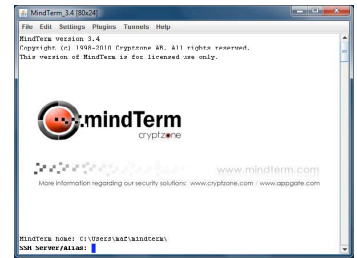 MindTerm_3.4 [80x24]
File Edit Settings Plugins Tunnels Help
MindTerm version 3.4
Copyright (c) 1998-2010 Cryptzone AB. All rights reserved.
This version of MindTerm is for licensed use only.
mindTerm
cryptzone
www.mindterm.com
More information regarding our security solutions: www.cryptzone.com / www.appgate.com
MindTerm home: C:\Users\maf\mindterm\
SSH Server/Alias: